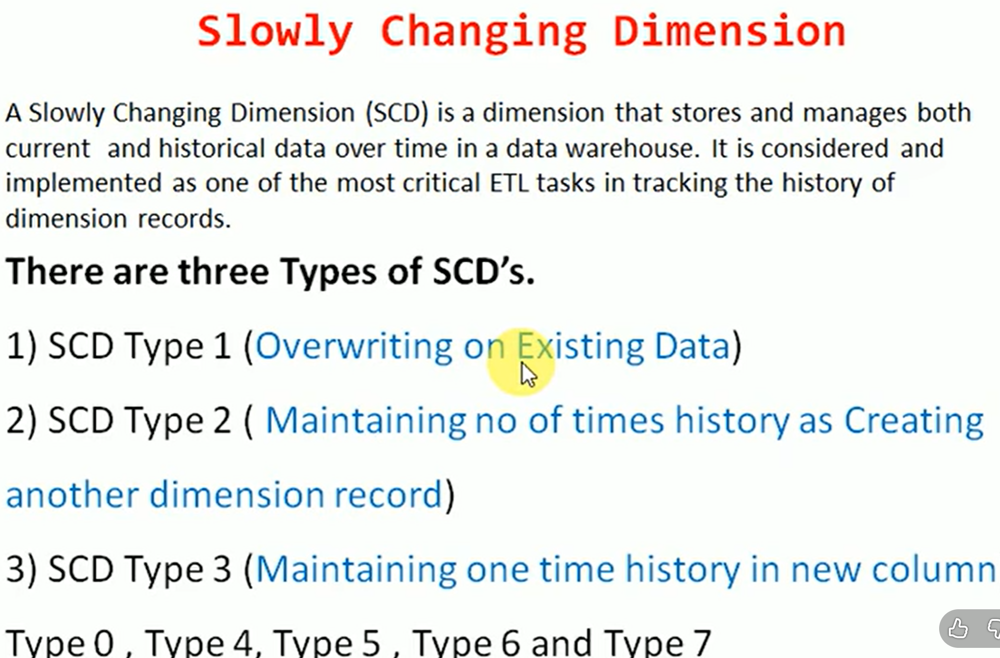 Slowly Changing Dimension
A Slowly Changing Dimension (SCD) is a dimension that stores and manages both
current and historical data over time in a data warehouse. It is considered and
implemented as one of the most critical ETL tasks in tracking the history of
dimension records.
There are three Types of SCD’s.
1) SCD Type 1 (Overwriting on Existing Data)
2) SCD Type 2 ( Maintaining no of times history as Creating
another dimension record)
3) SCD Type 3 (Maintaining one time history in new column
Type 0 , Type 4, Type 5 , Type 6 and Type 7